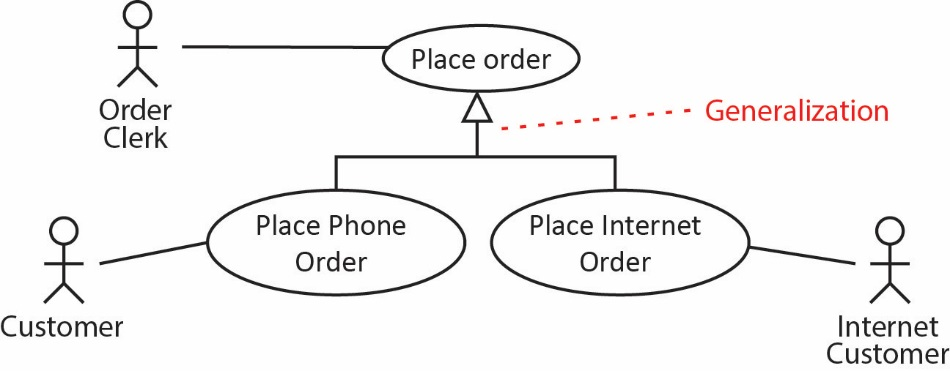 Place order
Order
Clerk
Generalization
Place Phone
Order
Place Internet
Order
Customer
Internet
Customer